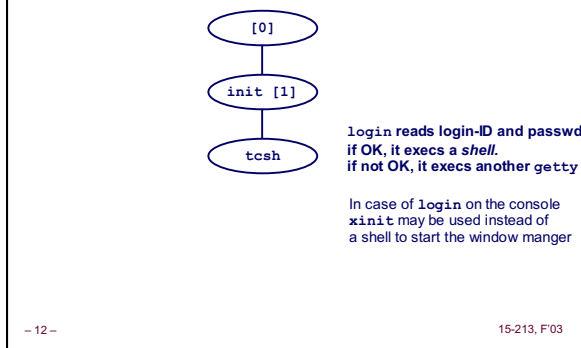 [0]
init [1]
tcsh
login reads login-ID and passwd.
if OK, it execs a shell.
if not OK, it execs another getty
In case of login on the console
xinit may be used instead of
a shell to start the window manger
– 12 –
15-213, F'03